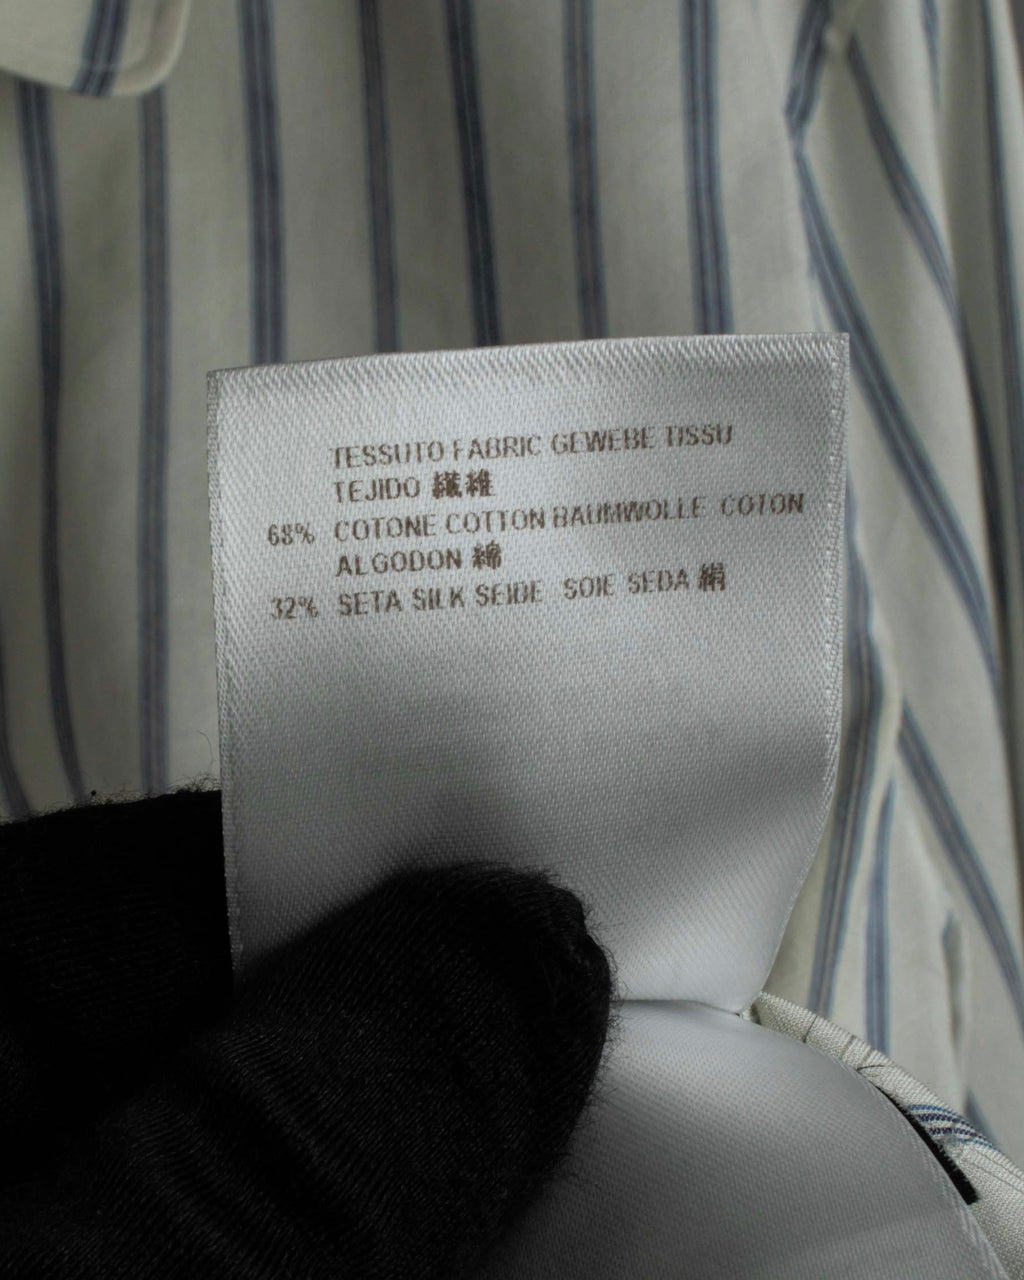 TESSUTO FABRIC GEWEBE TISSU
TEJIDO 繊維
68% COTONE COTTON BAUMWOLLE COTON
ALGODON 綿
32% SETA SILK SEIDE SOIE SEDA 絹